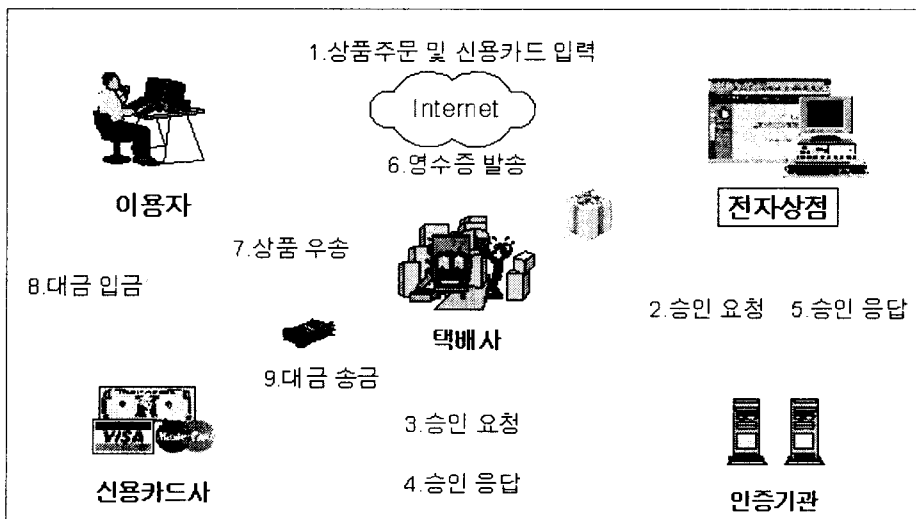 1.상품주문 및 신용카드 입력
Internet
6.영수증 발송
이용자
전자상점
7.상품 우송
8.대금 입금
2.승인 요청 5.승인 응답
택배사
9.대금 송금
3.승인 요청
VISA
4.승인 응답
신용카드사
인증기관